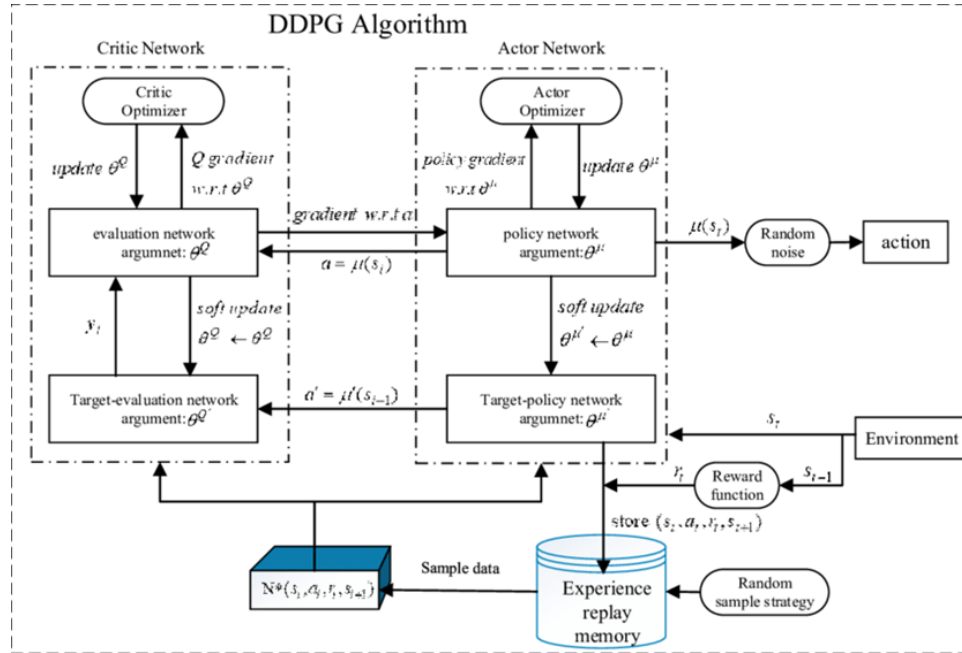 DDPG Algorithm
Critic Network
Actor Network
Critic
Optimizer
Actor
Optimizer
update θ^Q
Q gradient
w.r.t θ^Q
policy gradient
w.r.t θ^μ
update θ^μ
evaluation network
argumnet: θ^Q
gradient w.r.t a
a = μ(s_i)
policy network
argument: θ^μ
μ(s_t)
Random
noise
action
y_t
soft update
θ^Q ← θ^Q
soft update
θ^μ' ← θ^μ
Target-evaluation network
argument: θ^Q'
a' = μ'(s_{i-1})
Target-policy network
argumnet: θ^μ'
s_t
Environment
r_t
Reward
function
s_{t-1}
store (s_t, a_t, r_t, s_{t+1})
N*(s_i, a_i, r_i, s_{i+1})
Sample data
Experience
replay
memory
Random
sample strategy